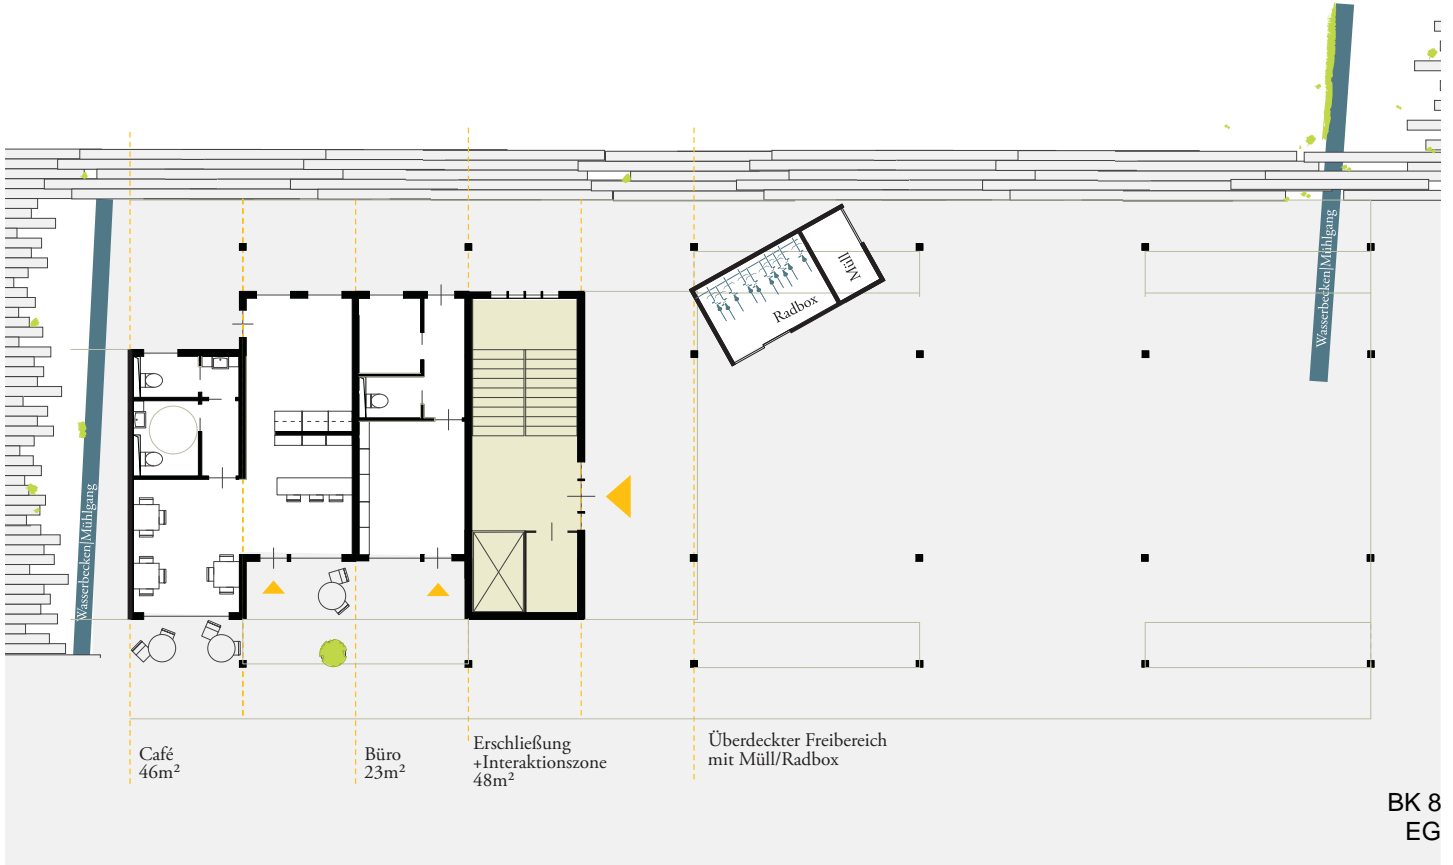 Wasserbecken|Mühlgang
Müll
Radbox
Wasserbecken|Mühlgang
Café
46m²
Büro
23m²
Erschließung
+Interaktionszone
48m²
Überdeckter Freibereich
mit Müll/Radbox
BK 8
EG